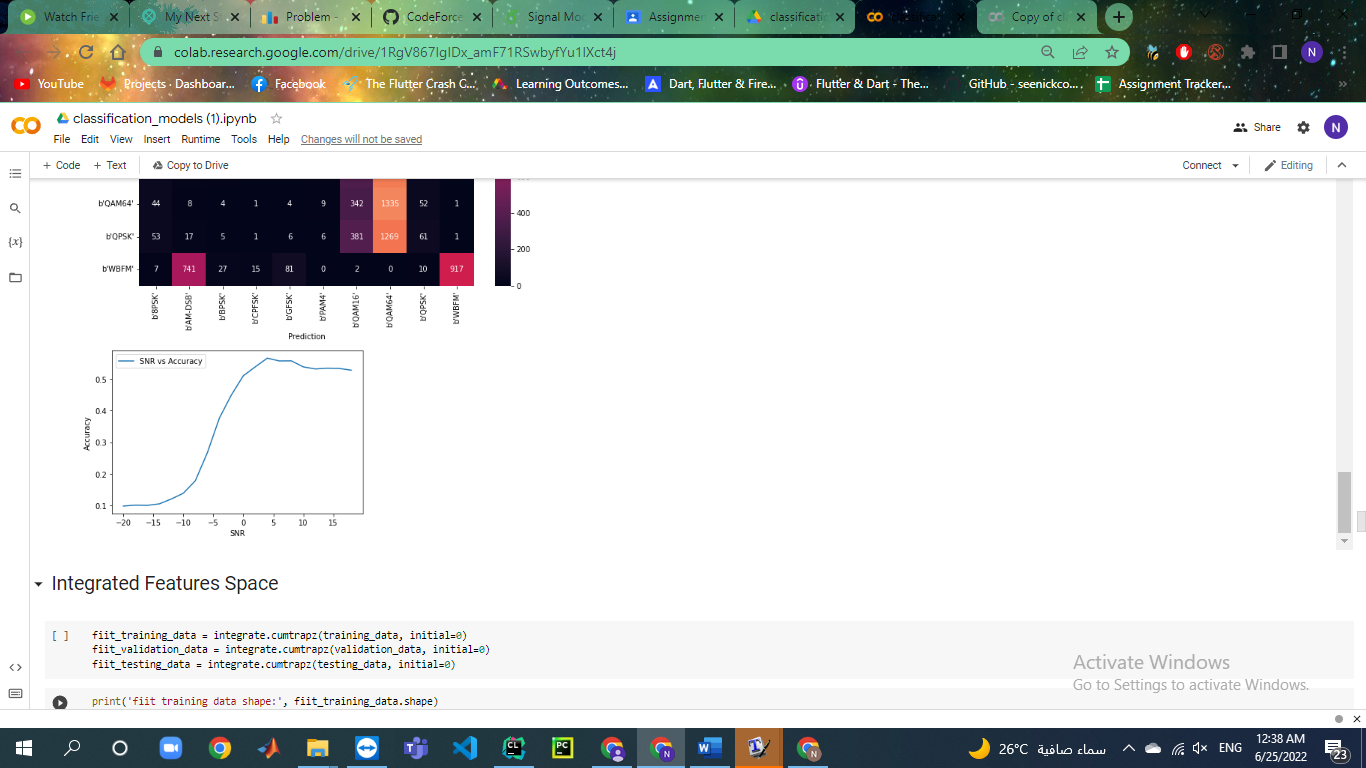 Watch Frie
My Next S
Problem -
CodeForce
Signal Mo
Assignmen
classificatio
Copy of cl
colab.research.google.com/drive/1RgV867IgIDx_amF71RSwbyfYu1IXct4j
N
YouTube
Projects · Dashboar...
Facebook
The Flutter Crash C...
Learning Outcomes...
Dart, Flutter & Fire...
Flutter & Dart - The...
GitHub - seenickco...
Assignment Tracker...
»
CO
classification_models (1).ipynb
File Edit View Insert Runtime Tools Help Changes will not be saved
Share
N
+ Code + Text Copy to Drive
Connect Editing
b'QAM64' 44 8 4 1 4 9 342 1335 52 1
b'QPSK' 53 17 5 1 6 6 381 1269 61 1
b'WBFM' 7 741 27 15 81 0 2 0 10 917
400
200
0
b'8PSK' b'AM-DSB' b'BPSK' b'CPFSK' b'GFSK' b'PAM4' b'QAM16' b'QAM64' b'QPSK' b'WBFM'
Prediction
SNR vs Accuracy
Accuracy
0.5
0.4
0.3
0.2
0.1
−20 −15 −10 −5 0 5 10 15
SNR
Integrated Features Space
[ ] fiit_training_data = integrate.cumtrapz(training_data, initial=0)
fiit_validation_data = integrate.cumtrapz(validation_data, initial=0)
fiit_testing_data = integrate.cumtrapz(testing_data, initial=0)
print('fiit training data shape:', fiit_training_data.shape)
{x}
<>
Activate Windows
Go to Settings to activate Windows.
CL
PC
N
W
26°C سماء صافية
ENG
12:38 AM
6/25/2022
23